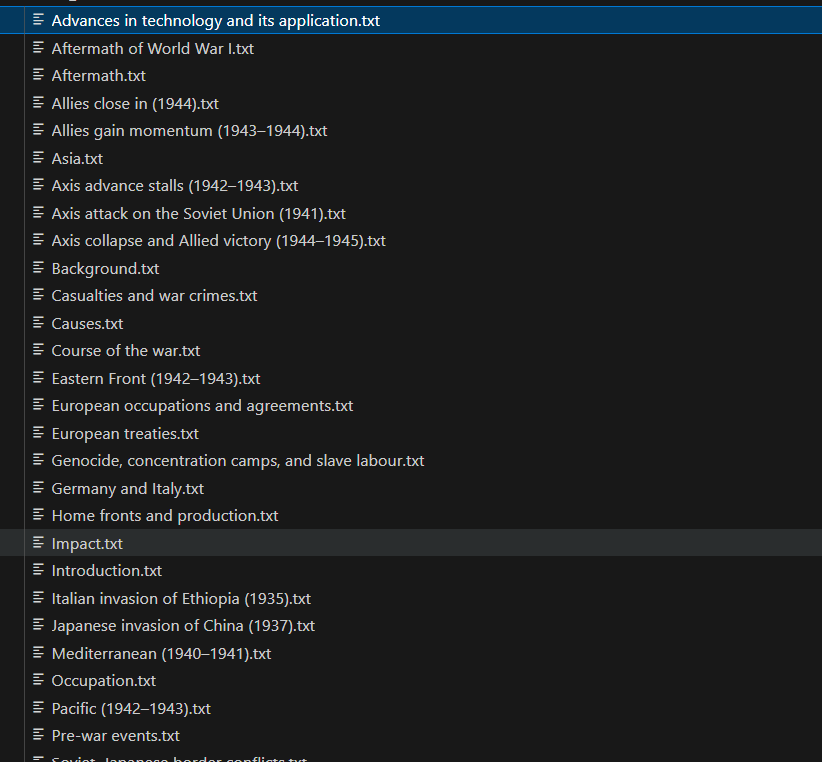 Advances in technology and its application.txt
Aftermath of World War I.txt
Aftermath.txt
Allies close in (1944).txt
Allies gain momentum (1943–1944).txt
Asia.txt
Axis advance stalls (1942–1943).txt
Axis attack on the Soviet Union (1941).txt
Axis collapse and Allied victory (1944–1945).txt
Background.txt
Casualties and war crimes.txt
Causes.txt
Course of the war.txt
Eastern Front (1942–1943).txt
European occupations and agreements.txt
European treaties.txt
Genocide, concentration camps, and slave labour.txt
Germany and Italy.txt
Home fronts and production.txt
Impact.txt
Introduction.txt
Italian invasion of Ethiopia (1935).txt
Japanese invasion of China (1937).txt
Mediterranean (1940–1941).txt
Occupation.txt
Pacific (1942–1943).txt
Pre-war events.txt
Soviet–Japanese border conflicts.txt